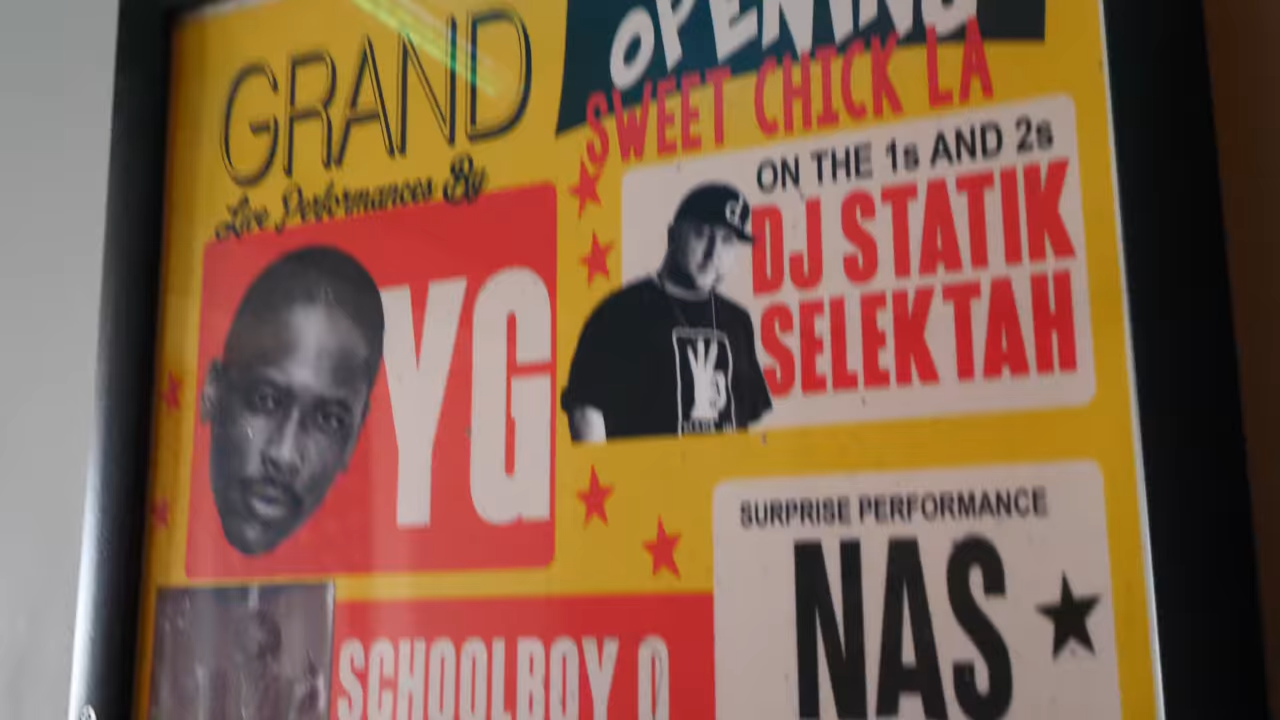 GRAND
OPENING
SWEET CHICK LA
Live Performances By
YG
ON THE 1s AND 2s
DJ STATIK
SELEKTAH
SURPRISE PERFORMANCE
NAS
SCHOOLBOY Q